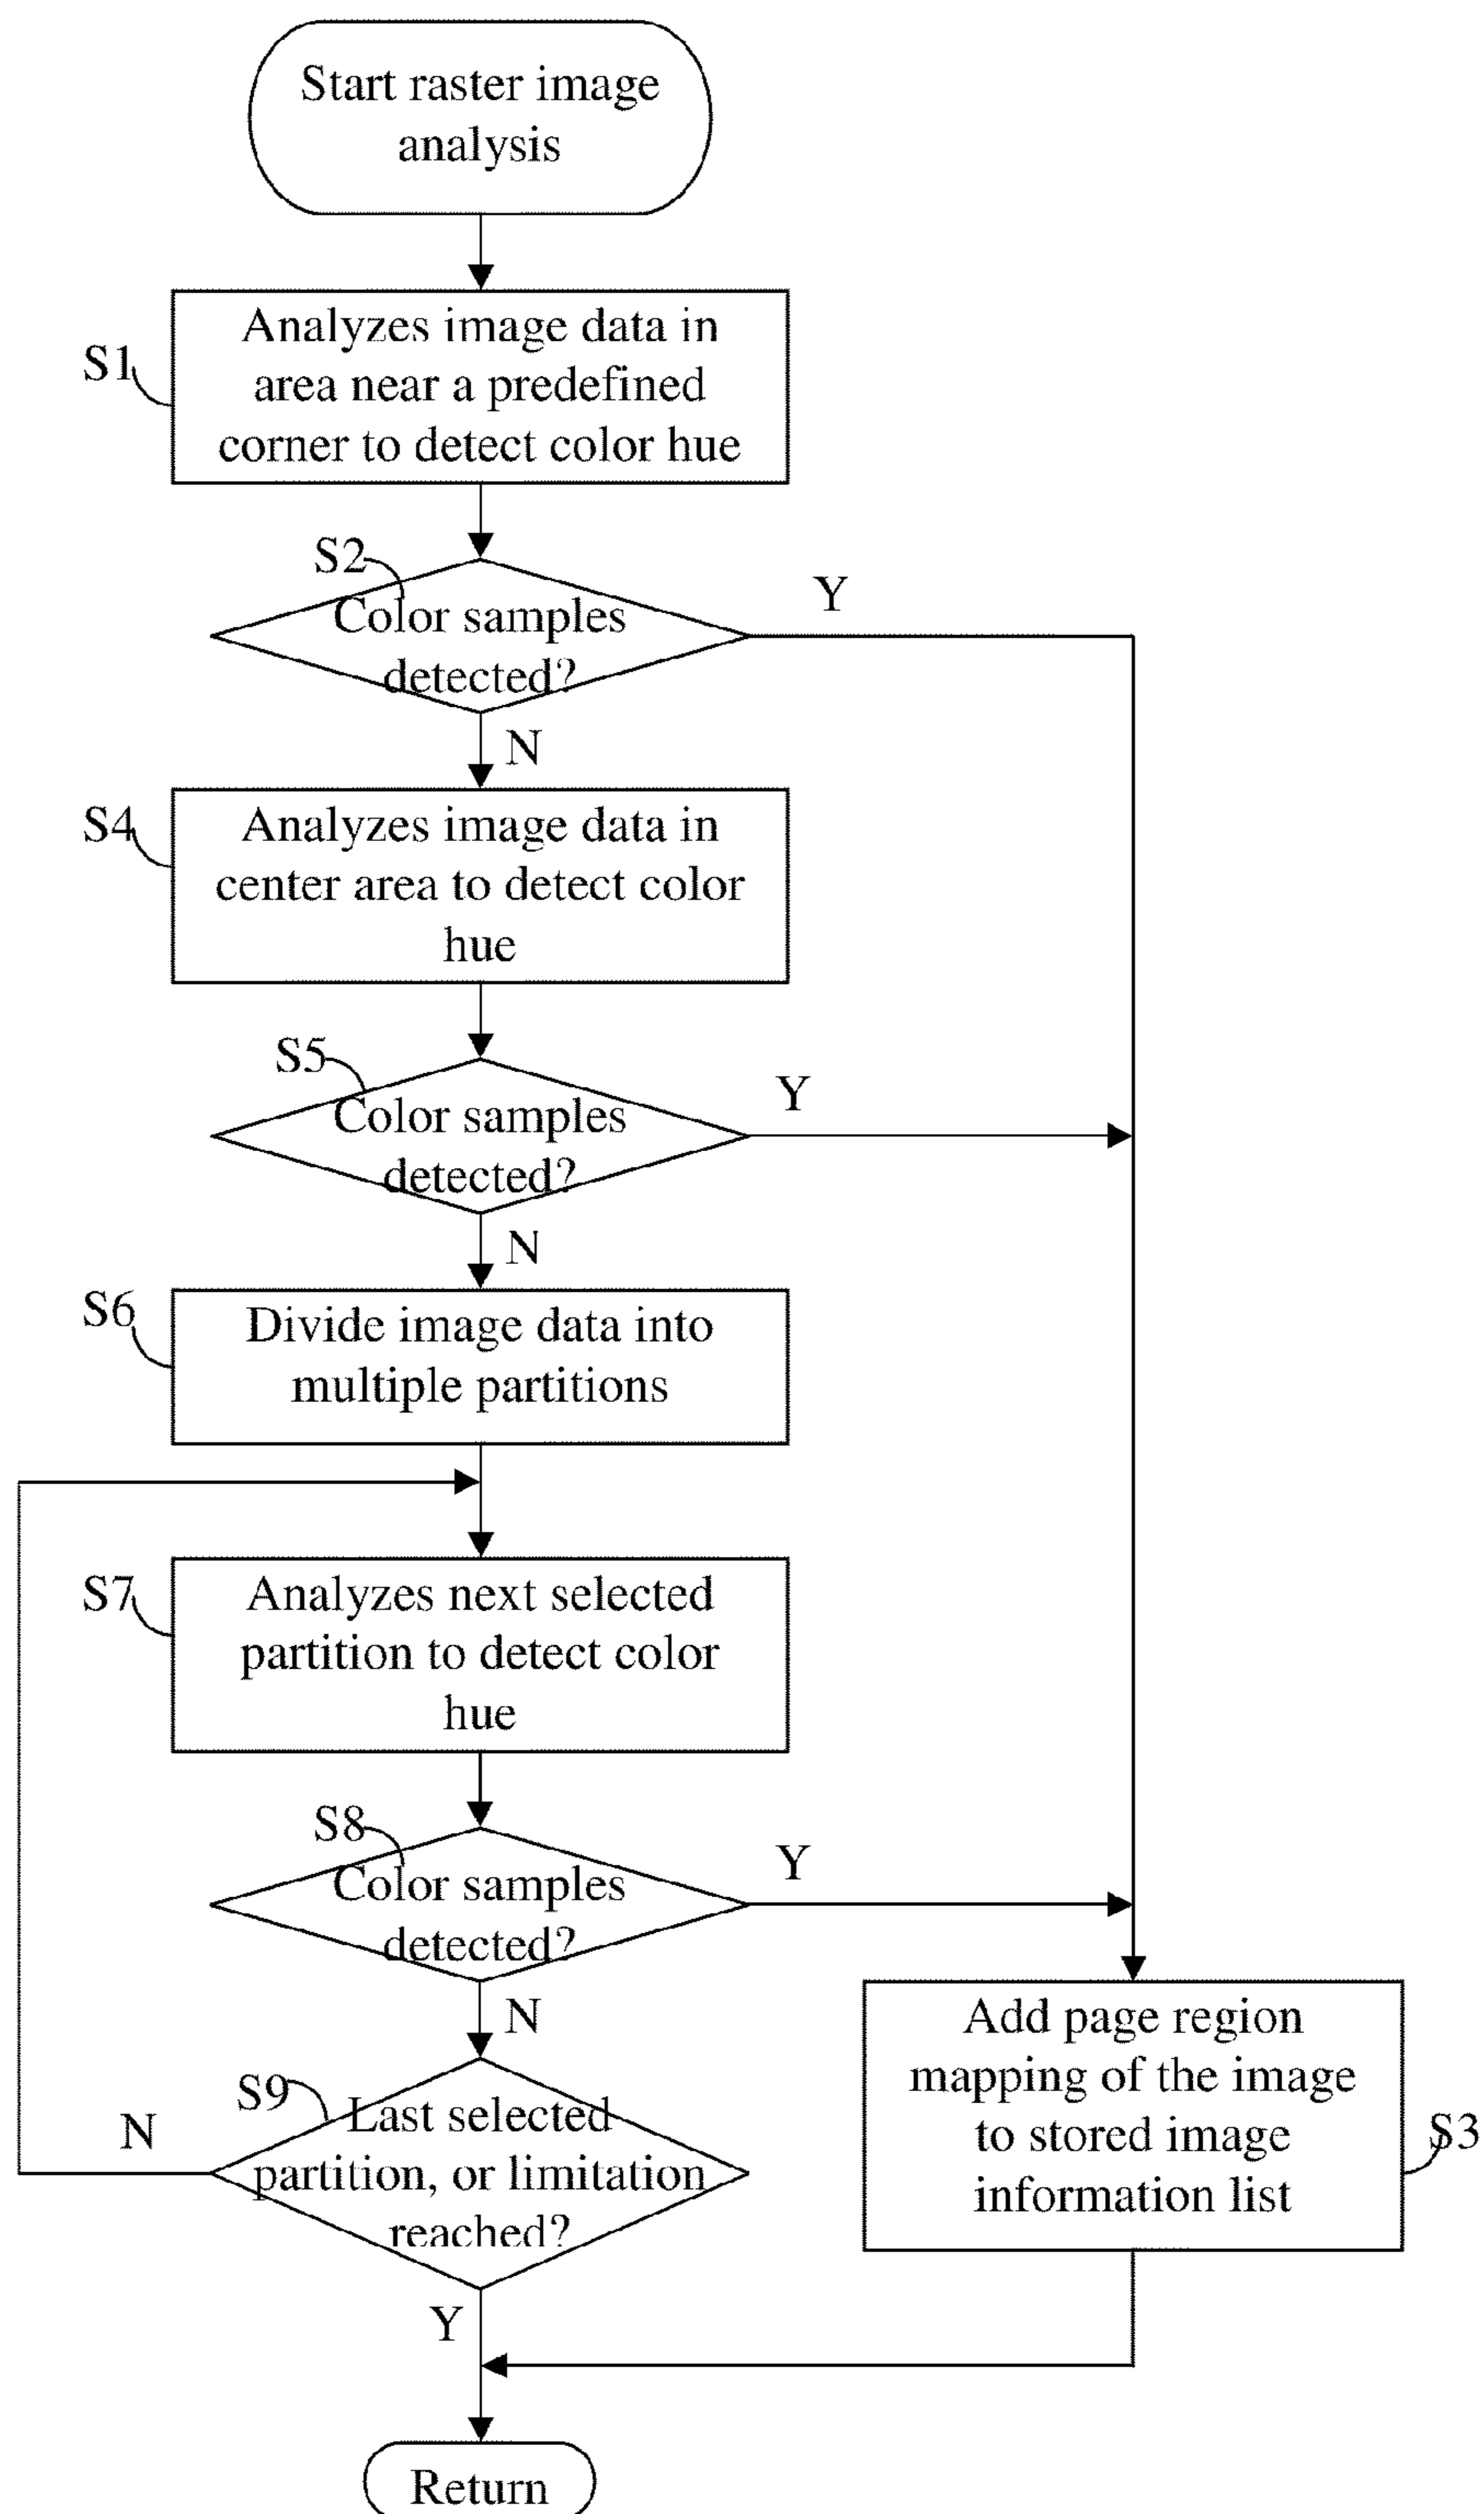 Start raster image
analysis
S1
Analyzes image data in
area near a predefined
corner to detect color hue
S2
Color samples
detected?
Y
N
S4
Analyzes image data in
center area to detect color
hue
S5
Color samples
detected?
Y
N
S6
Divide image data into
multiple partitions
S7
Analyzes next selected
partition to detect color
hue
S8
Color samples
detected?
Y
N
S9
Last selected
partition, or limitation
reached?
N
Y
Add page region
mapping of the image
to stored image
information list
S3
Return